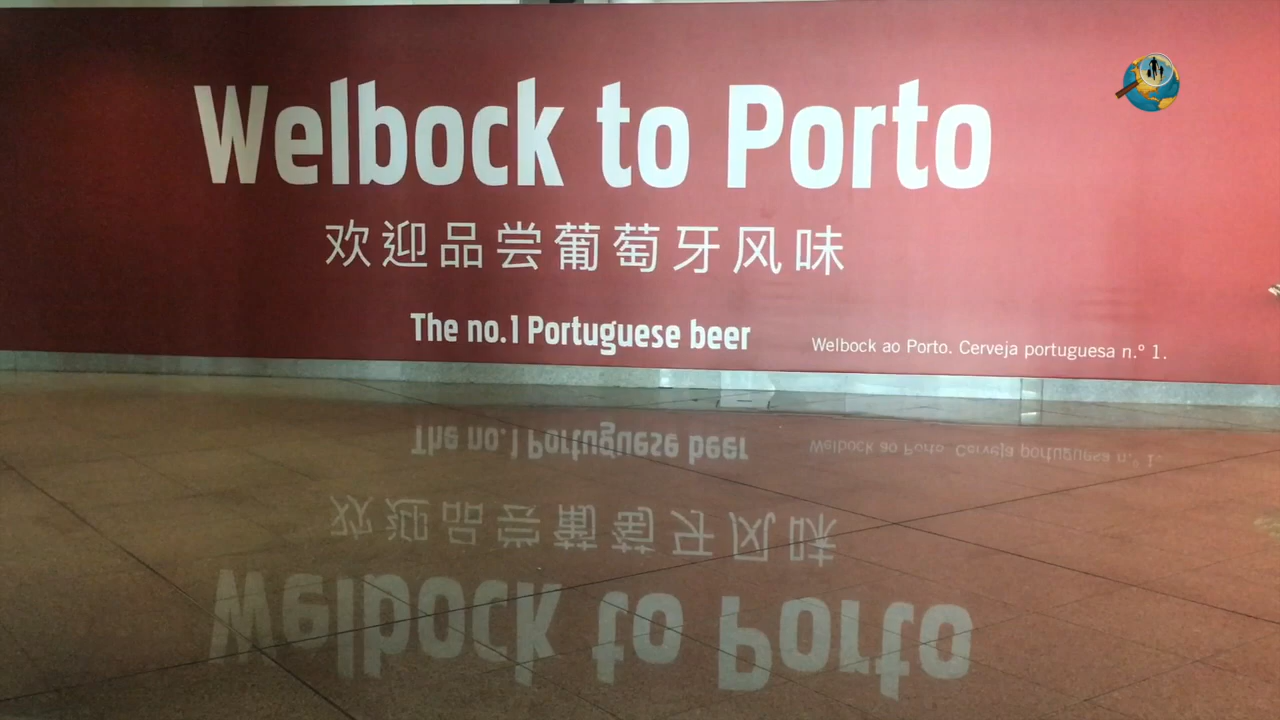 Welbock to Porto
欢迎品尝葡萄牙风味
The no.1 Portuguese beer
Welbock ao Porto. Cerveja portuguesa n.º 1.